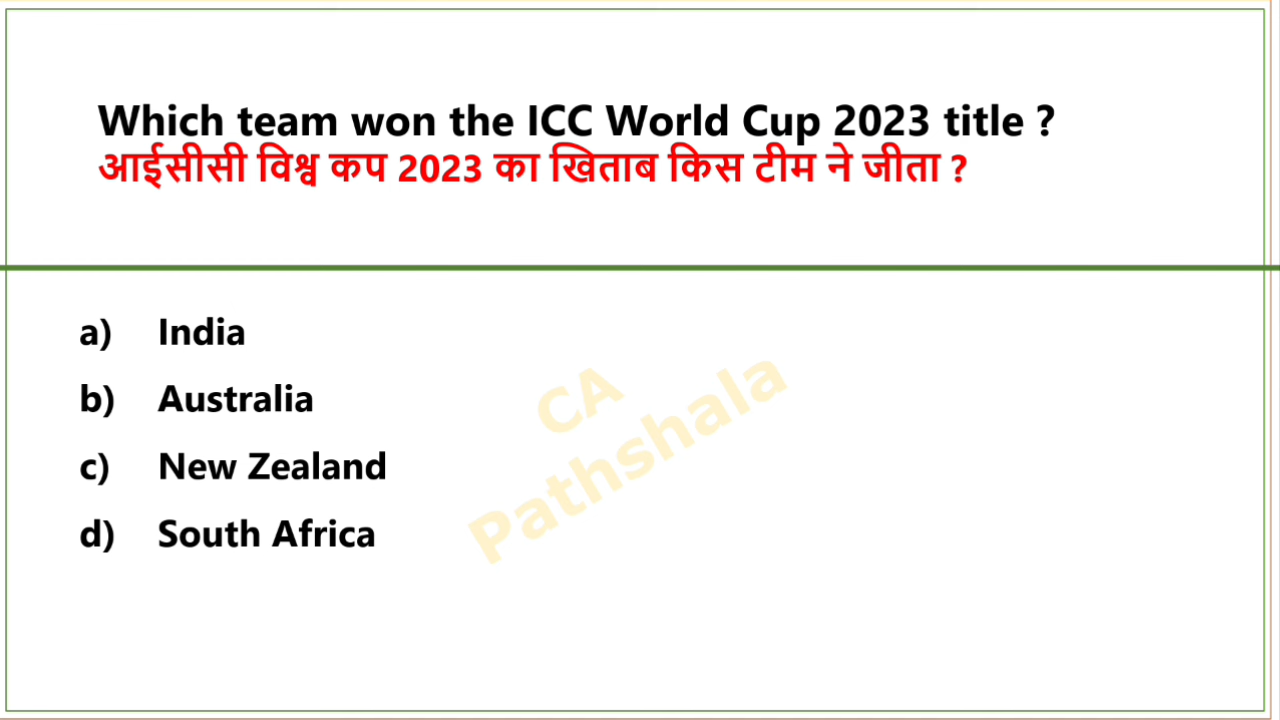 Which team won the ICC World Cup 2023 title ?
आईसीसी विश्व कप 2023 का खिताब किस टीम ने जीता ?
a) India
b) Australia
c) New Zealand
d) South Africa
CA
Pathshala